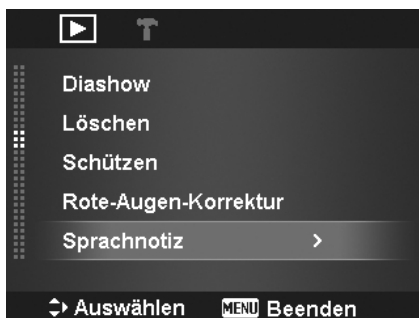 Diashow
Löschen
Schützen
Rote-Augen-Korrektur
Sprachnotiz
Auswählen MENU Beenden